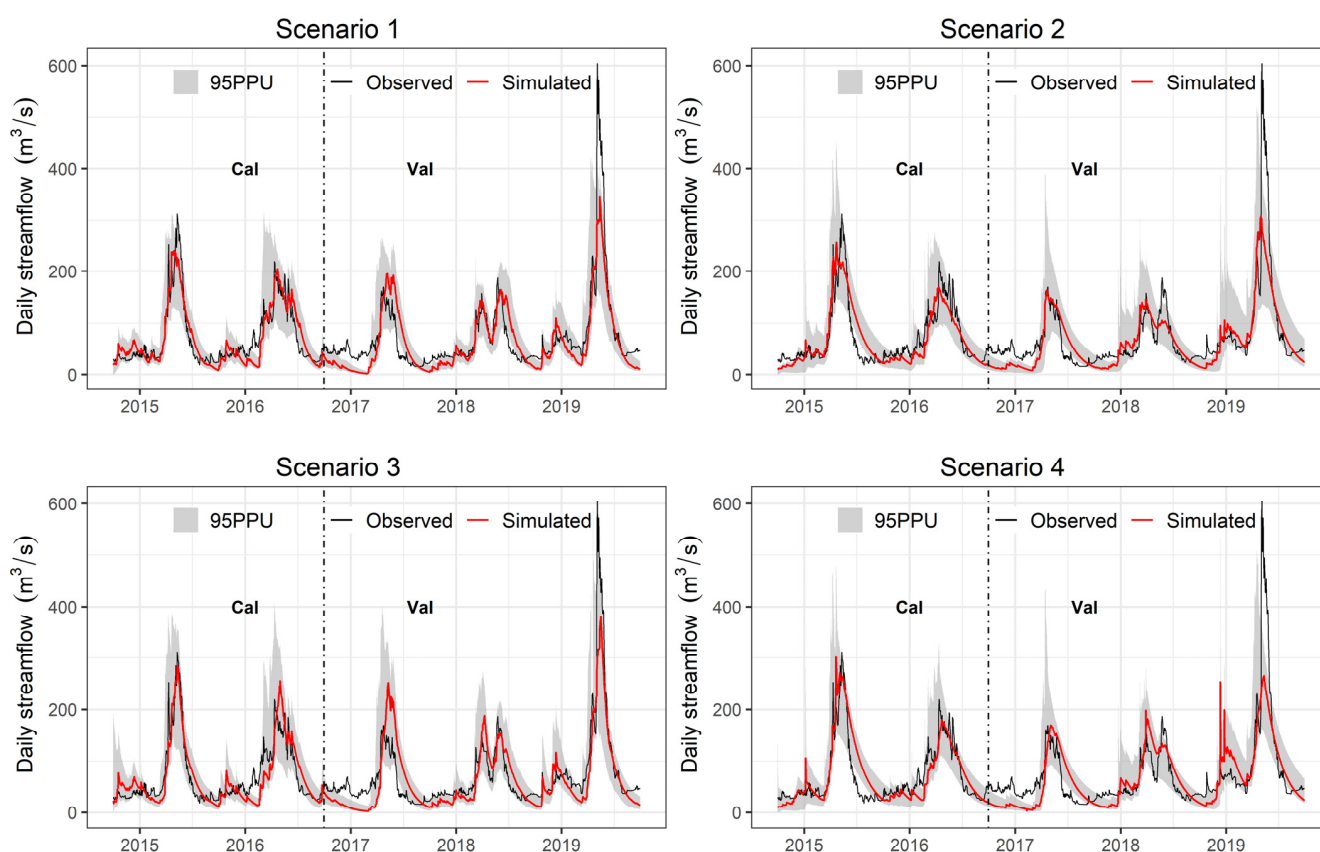 Scenario 1
Daily streamflow (m³/s)
600
400
200
0
95PPU Observed Simulated
Cal Val
2015 2016 2017 2018 2019
Scenario 2
Daily streamflow (m³/s)
600
400
200
0
95PPU Observed Simulated
Cal Val
2015 2016 2017 2018 2019
Scenario 3
Daily streamflow (m³/s)
600
400
200
0
95PPU Observed Simulated
Cal Val
2015 2016 2017 2018 2019
Scenario 4
Daily streamflow (m³/s)
600
400
200
0
95PPU Observed Simulated
Cal Val
2015 2016 2017 2018 2019